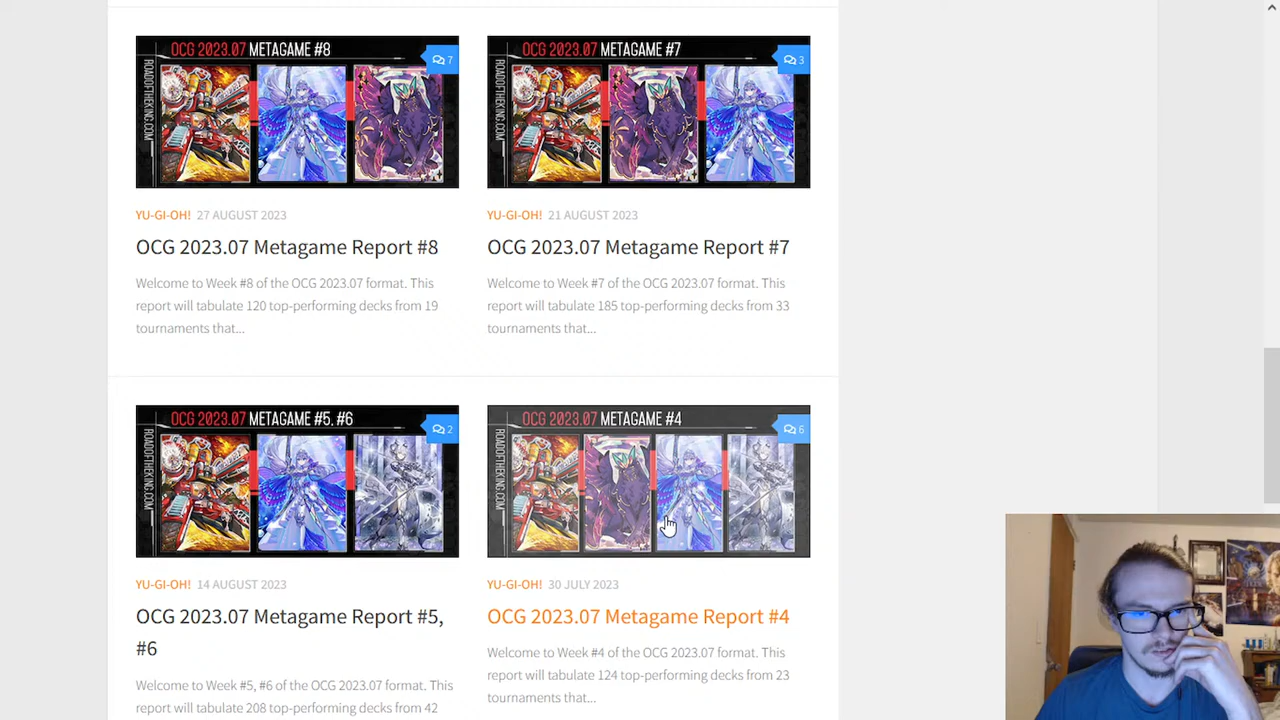 OCG 2023.07 METAGAME #8
7
ROADOFTHEKING.COM
YU-GI-OH! 27 AUGUST 2023
OCG 2023.07 Metagame Report #8
Welcome to Week #8 of the OCG 2023.07 format. This
report will tabulate 120 top-performing decks from 19
tournaments that...
OCG 2023.07 METAGAME #7
3
ROADOFTHEKING.COM
YU-GI-OH! 21 AUGUST 2023
OCG 2023.07 Metagame Report #7
Welcome to Week #7 of the OCG 2023.07 format. This
report will tabulate 185 top-performing decks from 33
tournaments that...
OCG 2023.07 METAGAME #5, #6
2
ROADOFTHEKING.COM
YU-GI-OH! 14 AUGUST 2023
OCG 2023.07 Metagame Report #5,
#6
Welcome to Week #5, #6 of the OCG 2023.07 format. This
report will tabulate 208 top-performing decks from 42
OCG 2023.07 METAGAME #4
6
ROADOFTHEKING.COM
YU-GI-OH! 30 JULY 2023
OCG 2023.07 Metagame Report #4
Welcome to Week #4 of the OCG 2023.07 format. This
report will tabulate 124 top-performing decks from 23
tournaments that...